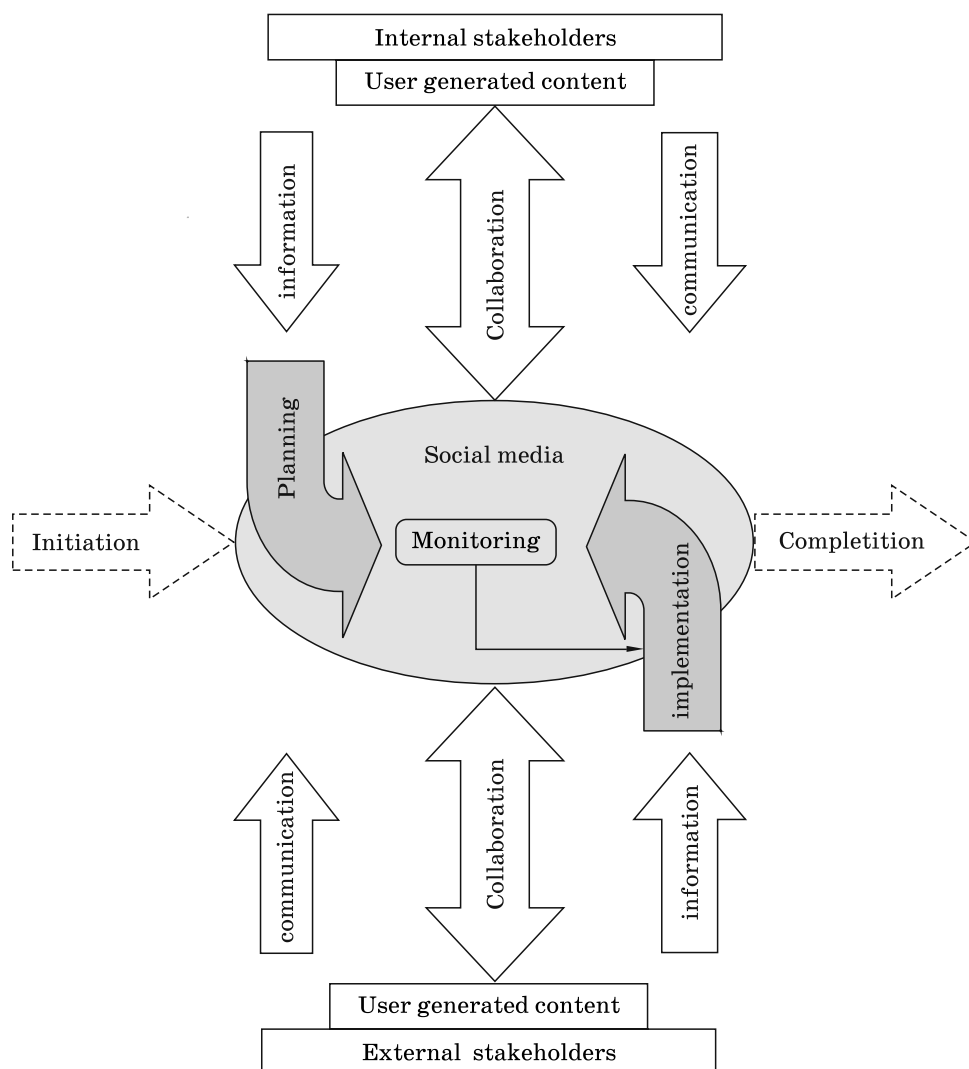 Internal stakeholders
User generated content
information
Collaboration
communication
Planning
Social media
Initiation
Monitoring
Completition
implementation
communication
Collaboration
information
User generated content
External stakeholders